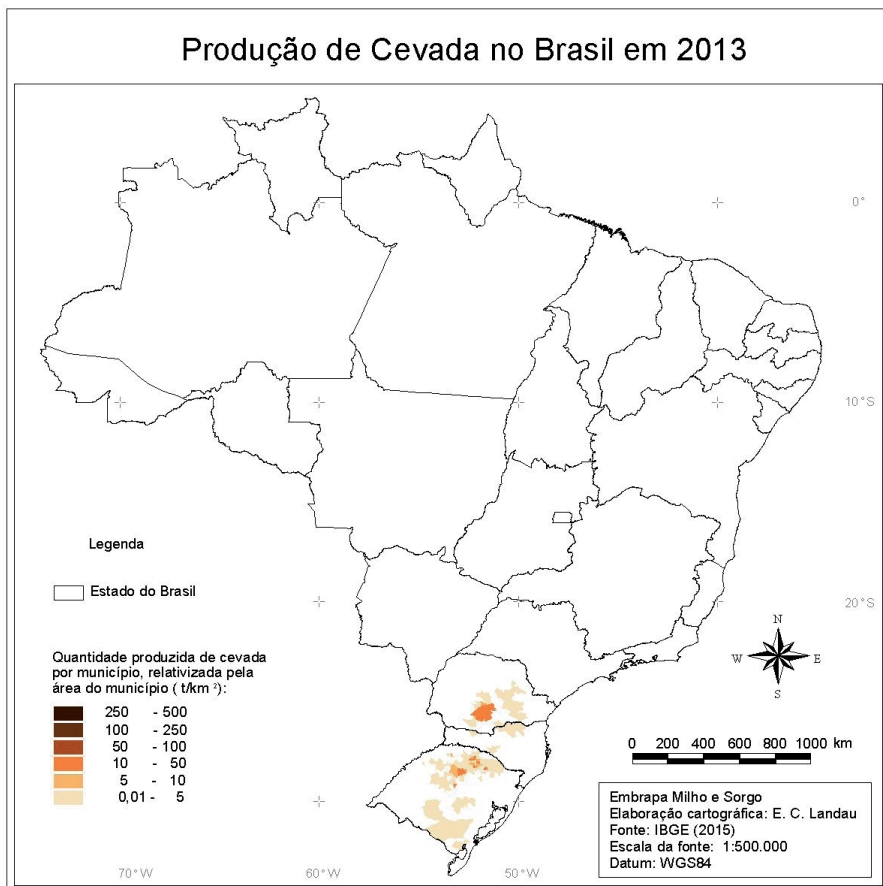 Produção de Cevada no Brasil em 2013
0°
10°S
Legenda
Estado do Brasil
20°S
N
W E
S
Quantidade produzida de cevada
por município, relativizada pela
área do município ( t/km ²):
250 - 500
100 - 250
50 - 100
10 - 50
5 - 10
0,01 - 5
0 200 400 600 800 1000 km
Embrapa Milho e Sorgo
Elaboração cartográfica: E. C. Landau
Fonte: IBGE (2015)
Escala da fonte: 1:500.000
Datum: WGS84
70°W 60°W 50°W